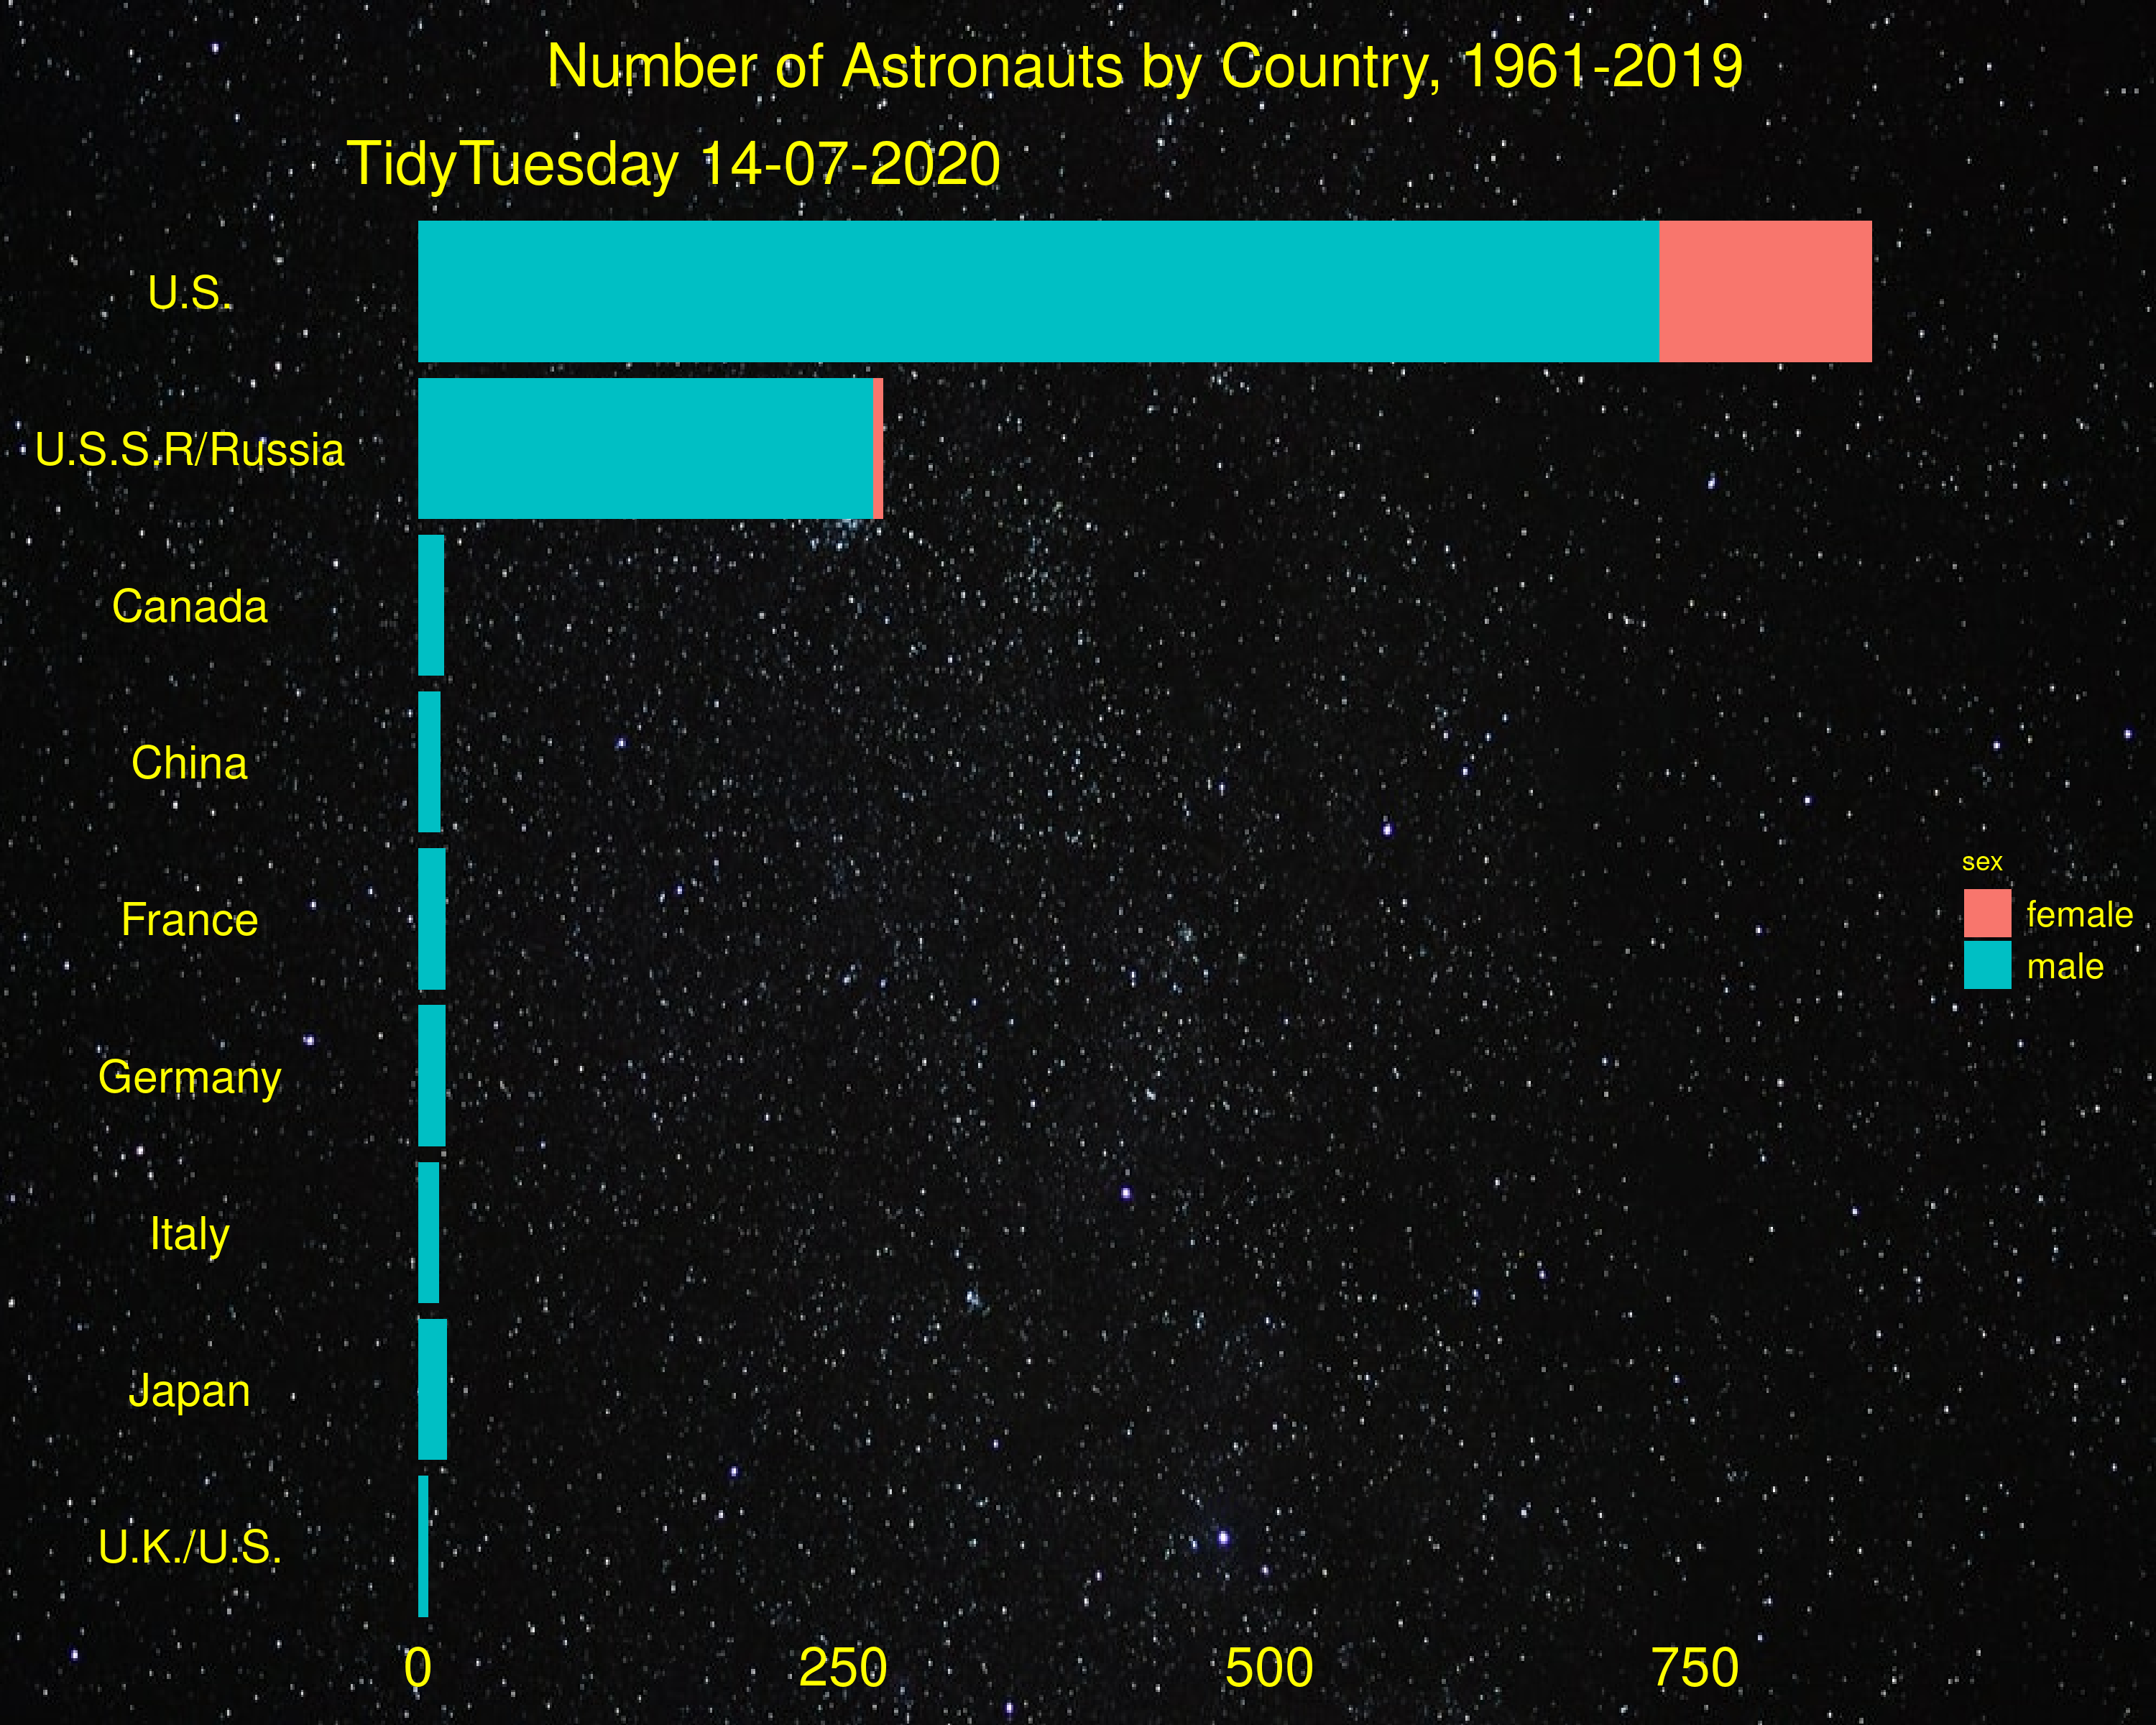 Number of Astronauts by Country, 1961-2019
TidyTuesday 14-07-2020
U.S.
U.S.S.R/Russia
Canada
China
France
Germany
Italy
Japan
U.K./U.S.
0 250 500 750
sex
female
male